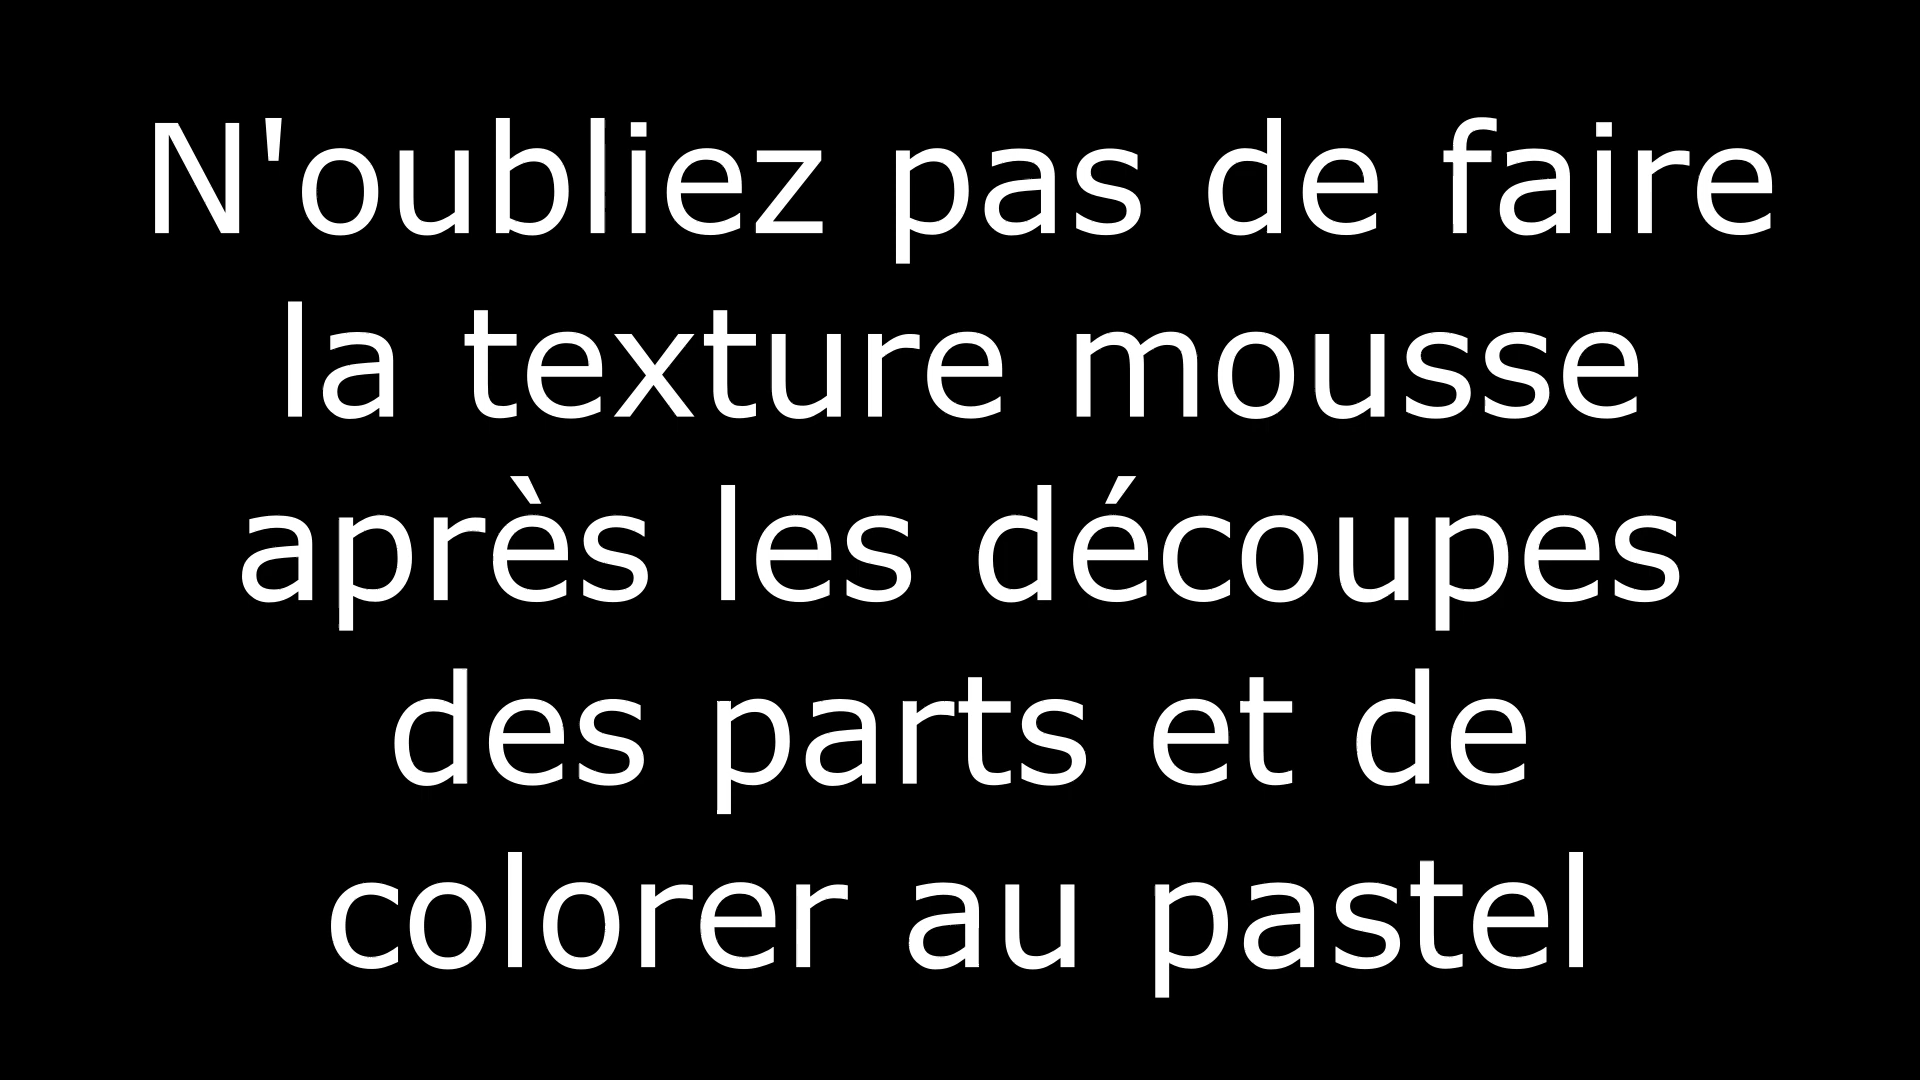 N'oubliez pas de faire
la texture mousse
après les découpes
des parts et de
colorer au pastel